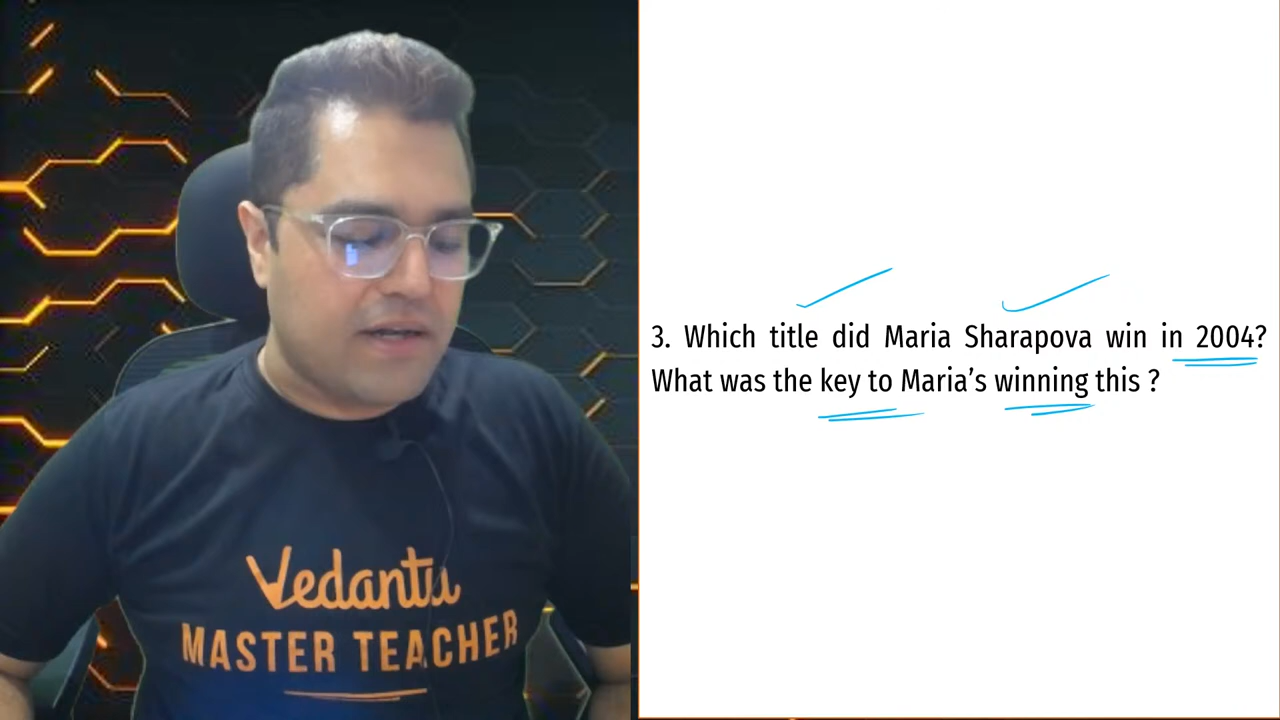 Vedantu
MASTER TEACHER
3. Which title did Maria Sharapova win in 2004?
What was the key to Maria’s winning this ?